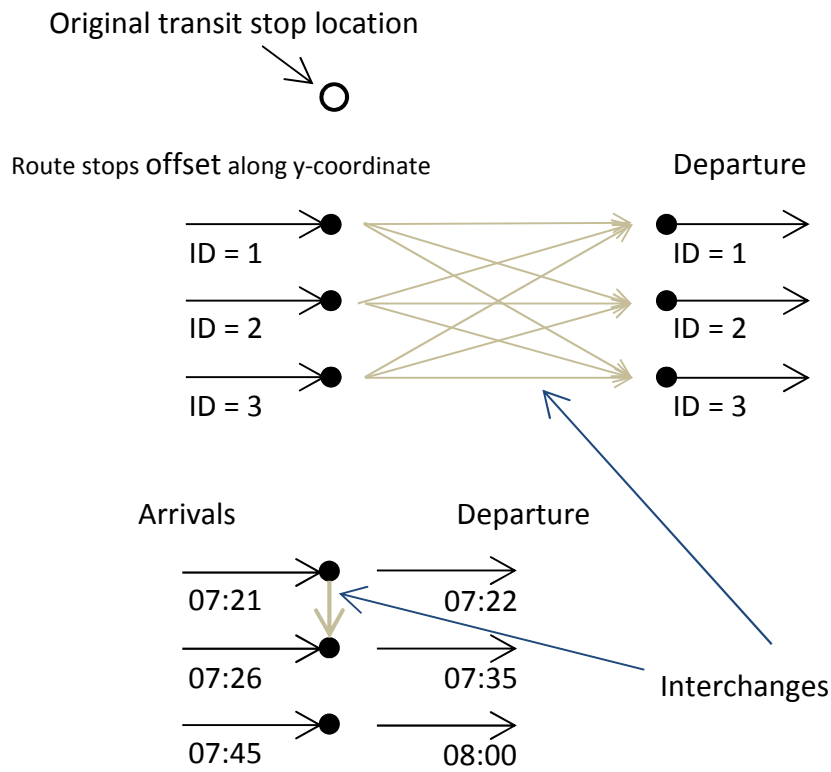 Original transit stop location
Route stops offset along y-coordinate
Departure
ID = 1
ID = 1
ID = 2
ID = 2
ID = 3
ID = 3
Arrivals
Departure
07:21
07:22
07:26
07:35
Interchanges
07:45
08:00